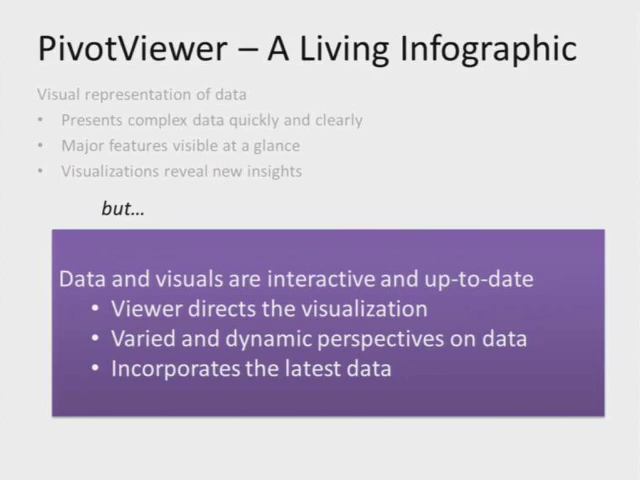 PivotViewer – A Living Infographic
Visual representation of data
• Presents complex data quickly and clearly
• Major features visible at a glance
• Visualizations reveal new insights
but...
Data and visuals are interactive and up-to-date
• Viewer directs the visualization
• Varied and dynamic perspectives on data
• Incorporates the latest data